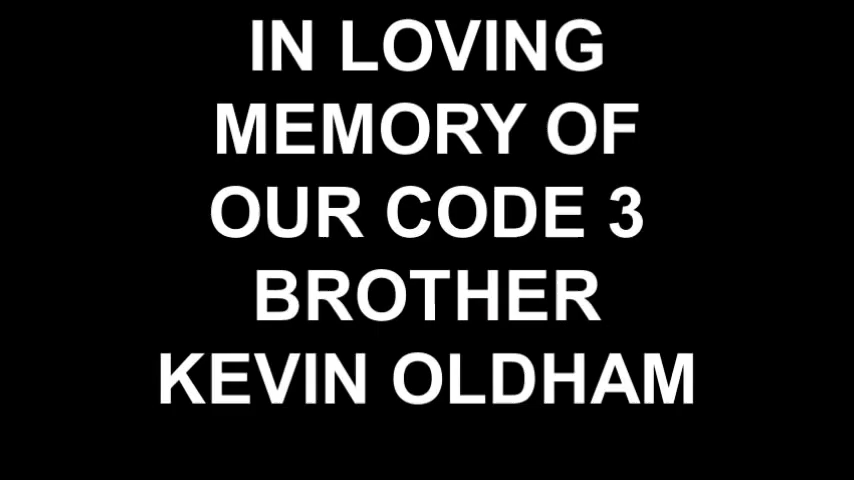 IN LOVING
MEMORY OF
OUR CODE 3
BROTHER
KEVIN OLDHAM